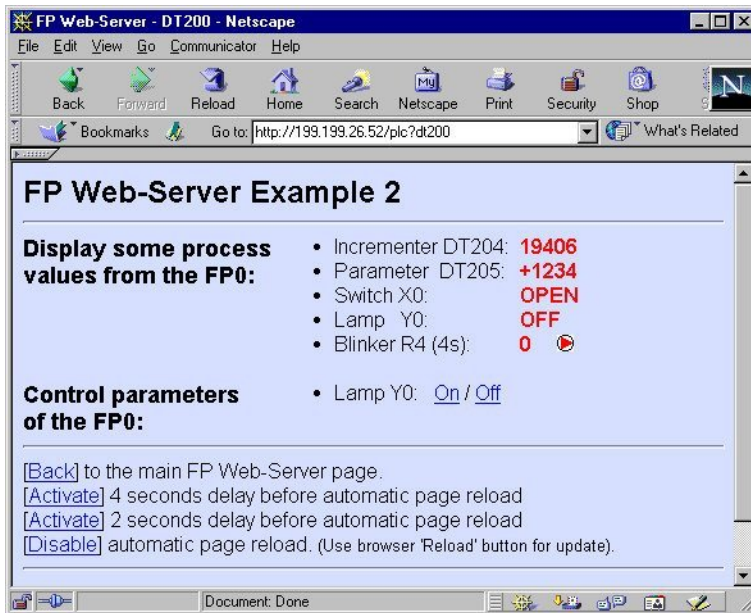 FP Web-Server - DT200 - Netscape
File Edit View Go Communicator Help
Back Forward Reload Home Search Netscape Print Security Shop
My
N
Bookmarks Go to: http://199.199.26.52/plc?dt200 What's Related
FP Web-Server Example 2
Display some process values from the FP0:
• Incrementer DT204: 19406
• Parameter DT205: +1234
• Switch X0: OPEN
• Lamp Y0: OFF
• Blinker R4 (4s): 0
Control parameters of the FP0:
• Lamp Y0: On / Off
[Back] to the main FP Web-Server page.
[Activate] 4 seconds delay before automatic page reload
[Activate] 2 seconds delay before automatic page reload
[Disable] automatic page reload. (Use browser 'Reload' button for update).
Document: Done